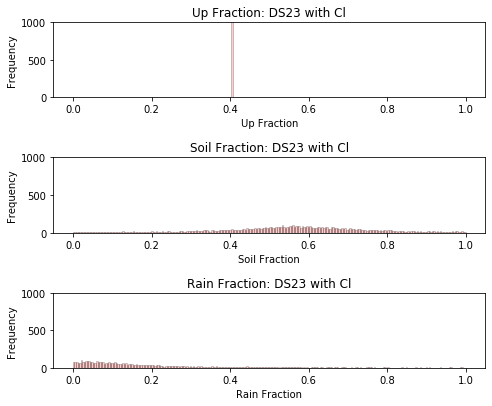 Up Fraction: DS23 with Cl
1000
500
0
Frequency
0.0 0.2 0.4 0.6 0.8 1.0
Up Fraction
Soil Fraction: DS23 with Cl
1000
500
0
Frequency
0.0 0.2 0.4 0.6 0.8 1.0
Soil Fraction
Rain Fraction: DS23 with Cl
1000
500
0
Frequency
0.0 0.2 0.4 0.6 0.8 1.0
Rain Fraction